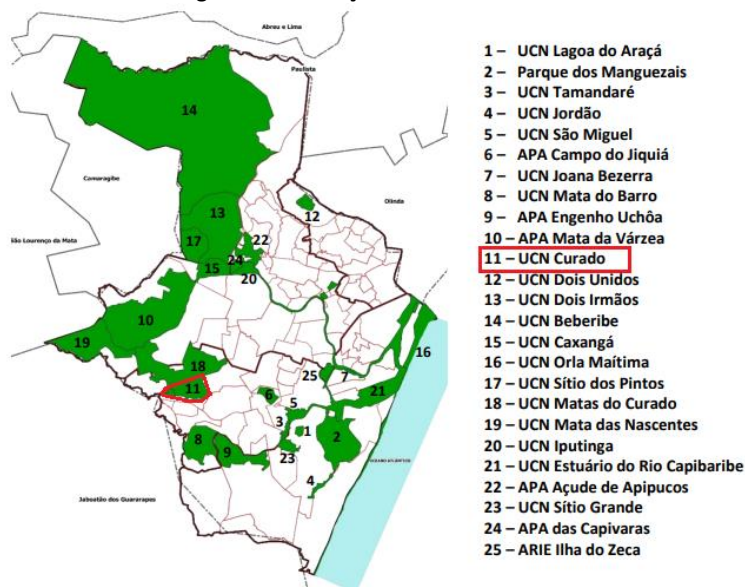 Abreu e Lima
Paulista
14
Camaragibe
Olinda
13
12
17
22
24
São Lourenço da Mata
15
20
10
16
19
18
25
7
11
6
21
5
3
1
2
8
9
23
OCEANO ATLÂNTICO
4
Jaboatão dos Guararapes
1 – UCN Lagoa do Araçá
2 – Parque dos Manguezais
3 – UCN Tamandaré
4 – UCN Jordão
5 – UCN São Miguel
6 – APA Campo do Jiquiá
7 – UCN Joana Bezerra
8 – UCN Mata do Barro
9 – APA Engenho Uchôa
10 – APA Mata da Várzea
11 – UCN Curado
12 – UCN Dois Unidos
13 – UCN Dois Irmãos
14 – UCN Beberibe
15 – UCN Caxangá
16 – UCN Orla Maítima
17 – UCN Sítio dos Pintos
18 – UCN Matas do Curado
19 – UCN Mata das Nascentes
20 – UCN Iputinga
21 – UCN Estuário do Rio Capibaribe
22 – APA Açude de Apipucos
23 – UCN Sítio Grande
24 – APA das Capivaras
25 – ARIE Ilha do Zeca